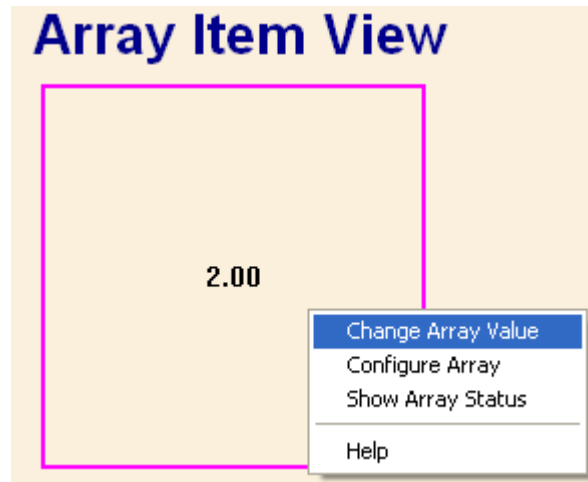 Array Item View
2.00
Change Array Value
Configure Array
Show Array Status
Help